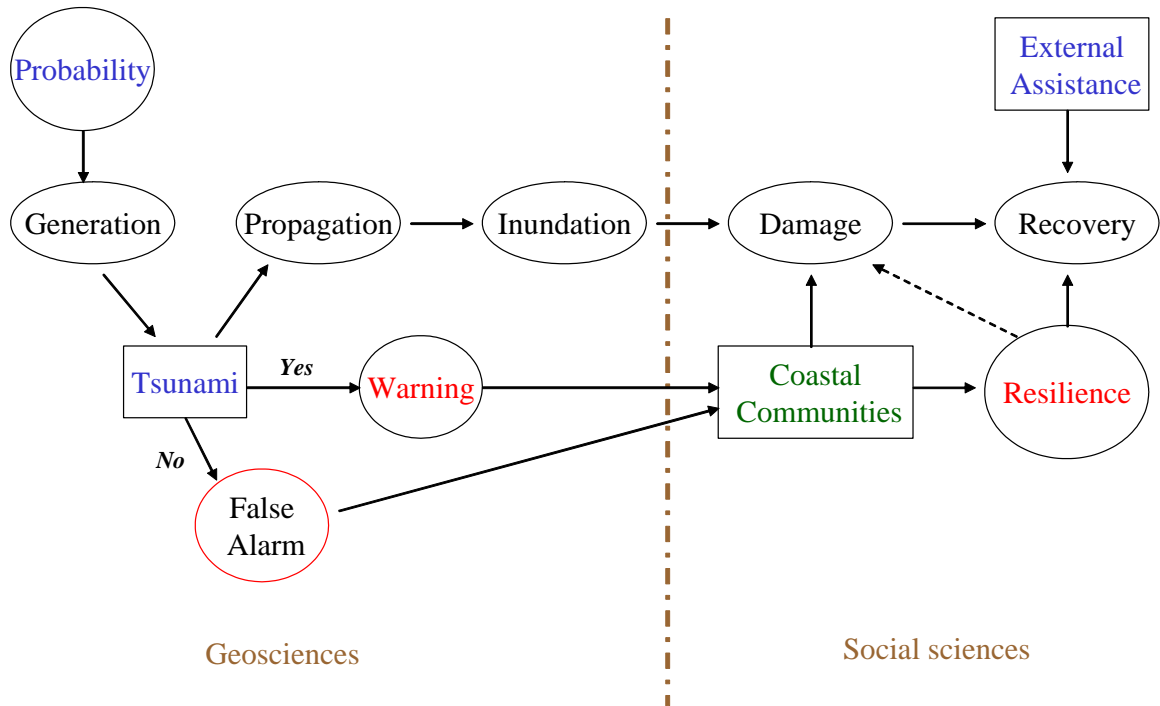 Probability
External
Assistance
Generation
Propagation
Inundation
Damage
Recovery
Tsunami
Yes
Warning
Coastal
Communities
Resilience
No
False
Alarm
Geosciences
Social sciences